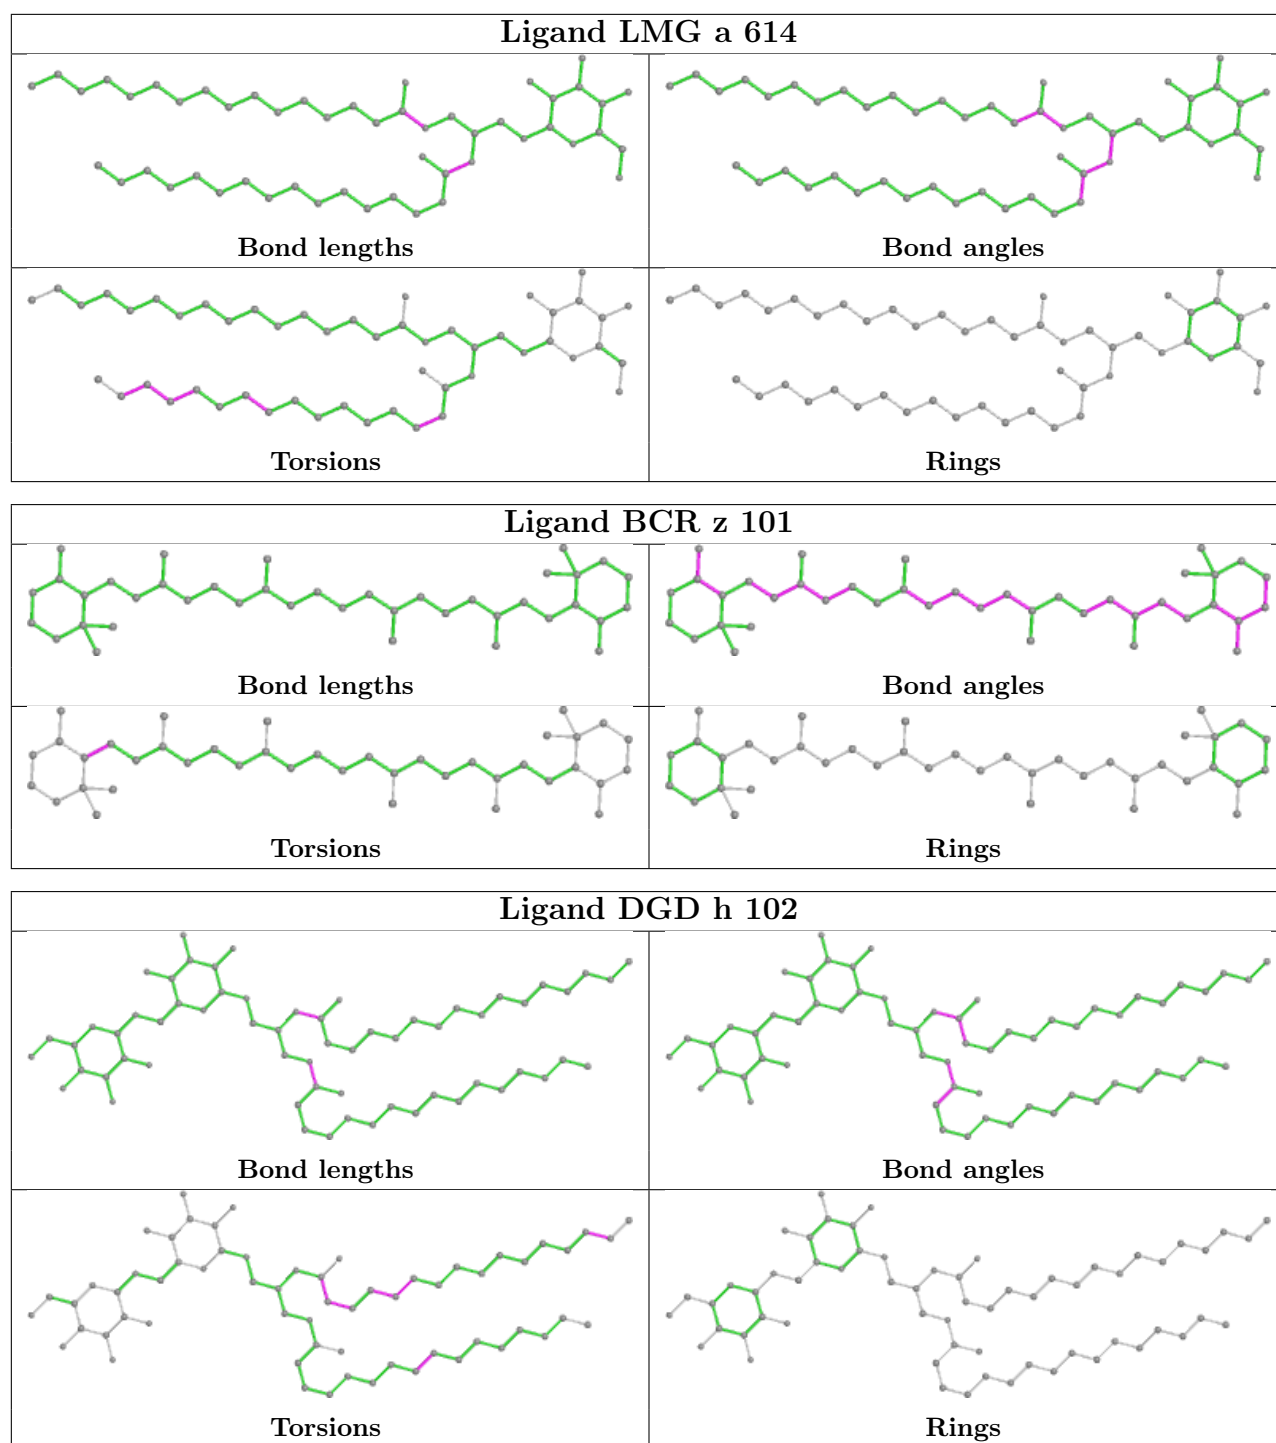 Ligand LMG a 614
Bond lengths
Bond angles
Torsions
Rings
Ligand BCR z 101
Bond lengths
Bond angles
Torsions
Rings
Ligand DGD h 102
Bond lengths
Bond angles
Torsions
Rings